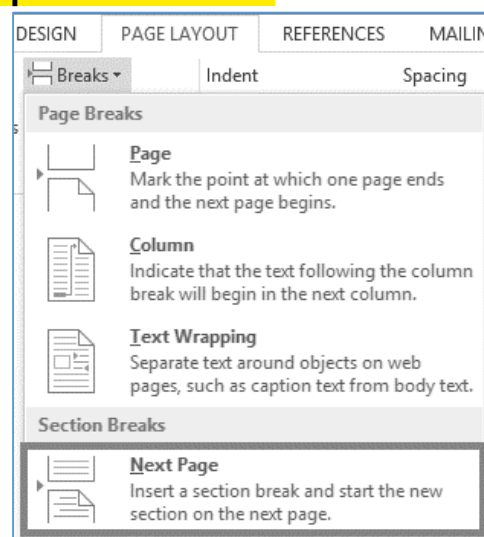 DESIGN PAGE LAYOUT REFERENCES
Breaks Indent Spacing
Page Breaks
Page
Mark the point at which one page ends
and the next page begins.
Column
Indicate that the text following the column
break will begin in the next column.
Text Wrapping
Separate text around objects on web
pages, such as caption text from body text.
Section Breaks
Next Page
Insert a section break and start the new
section on the next page.